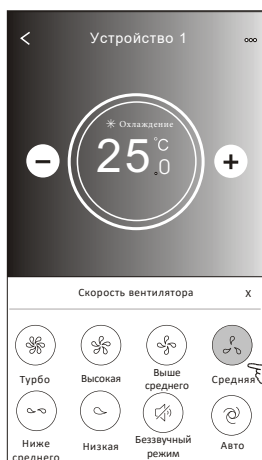 Устройство 1
Охлаждение
25.0 °C
Скорость вентилятора X
Турбо
Высокая
Выше
среднего
Средняя
Ниже
среднего
Низкая
Беззвучный
режим
Авто